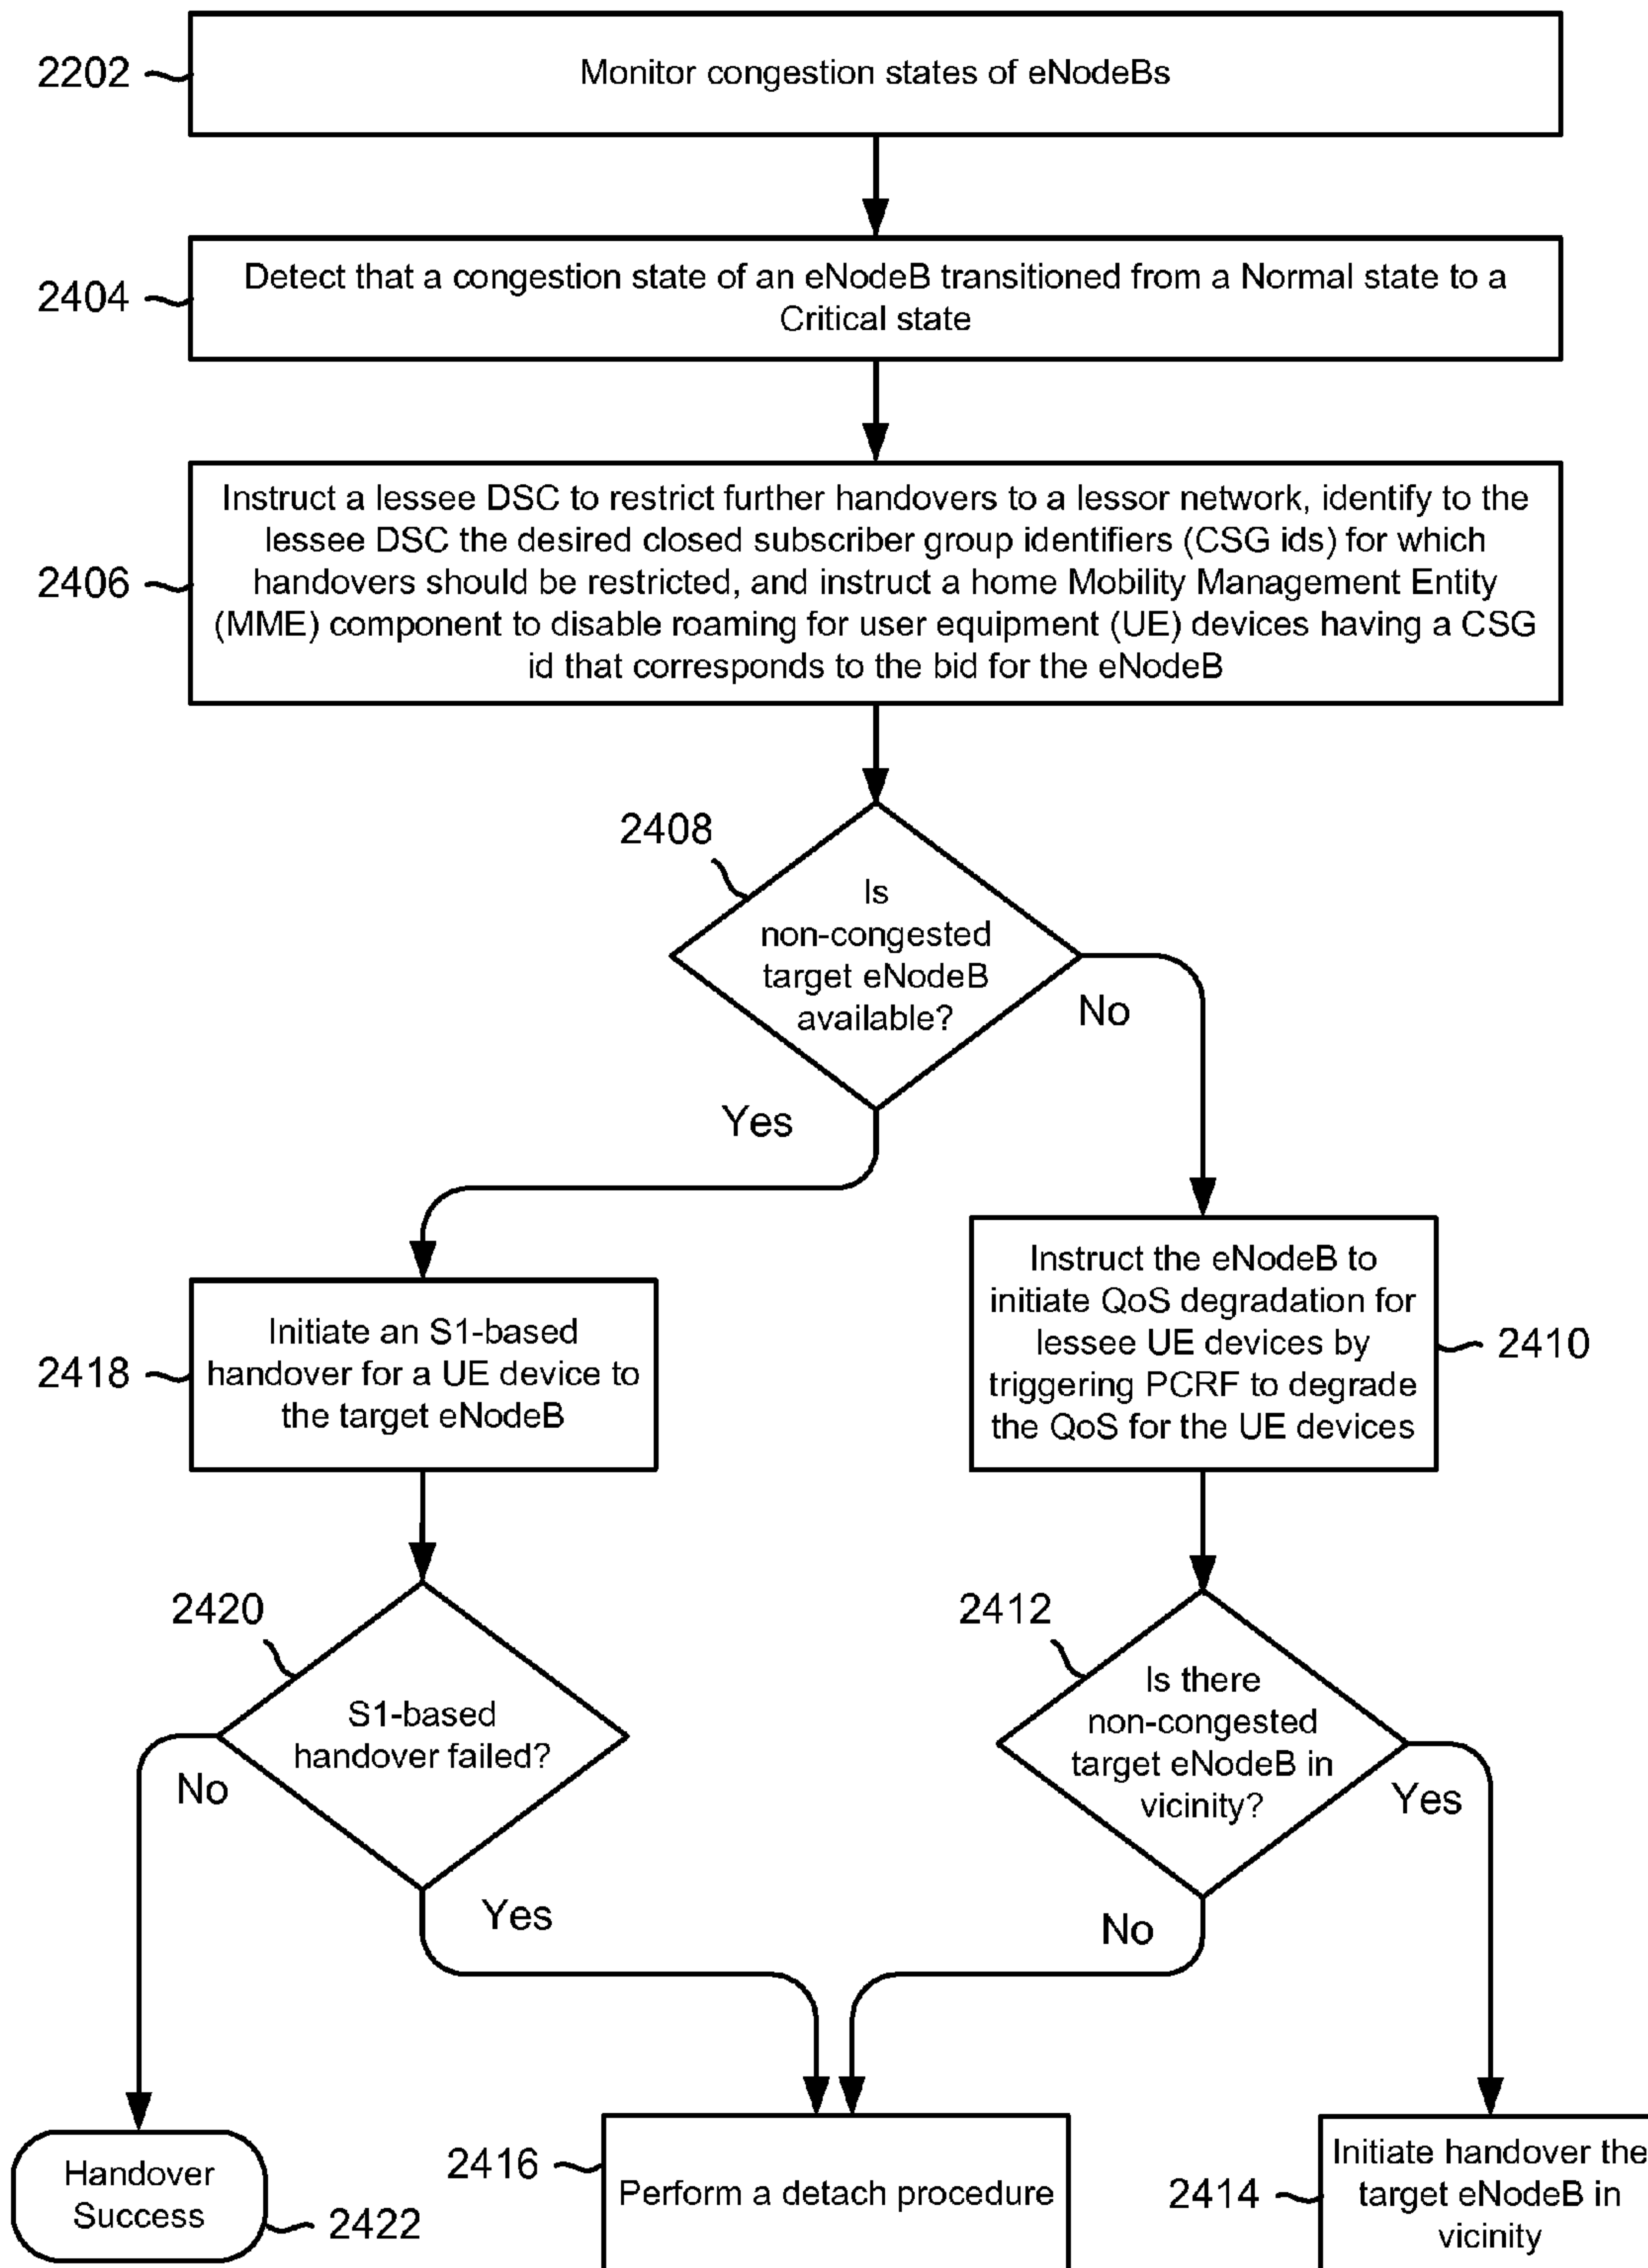 2202
Monitor congestion states of eNodeBs
2404
Detect that a congestion state of an eNodeB transitioned from a Normal state to a
Critical state
2406
Instruct a lessee DSC to restrict further handovers to a lessor network, identify to the
lessee DSC the desired closed subscriber group identifiers (CSG ids) for which
handovers should be restricted, and instruct a home Mobility Management Entity
(MME) component to disable roaming for user equipment (UE) devices having a CSG
id that corresponds to the bid for the eNodeB
2408
Is
non-congested
target eNodeB
available?
No
Yes
2418
Initiate an S1-based
handover for a UE device to
the target eNodeB
Instruct the eNodeB to
initiate QoS degradation for
lessee UE devices by
triggering PCRF to degrade
the QoS for the UE devices
2410
2420
S1-based
handover failed?
No
Yes
2412
Is there
non-congested
target eNodeB in
vicinity?
Yes
No
Handover
Success
2422
2416
Perform a detach procedure
2414
Initiate handover the
target eNodeB in
vicinity